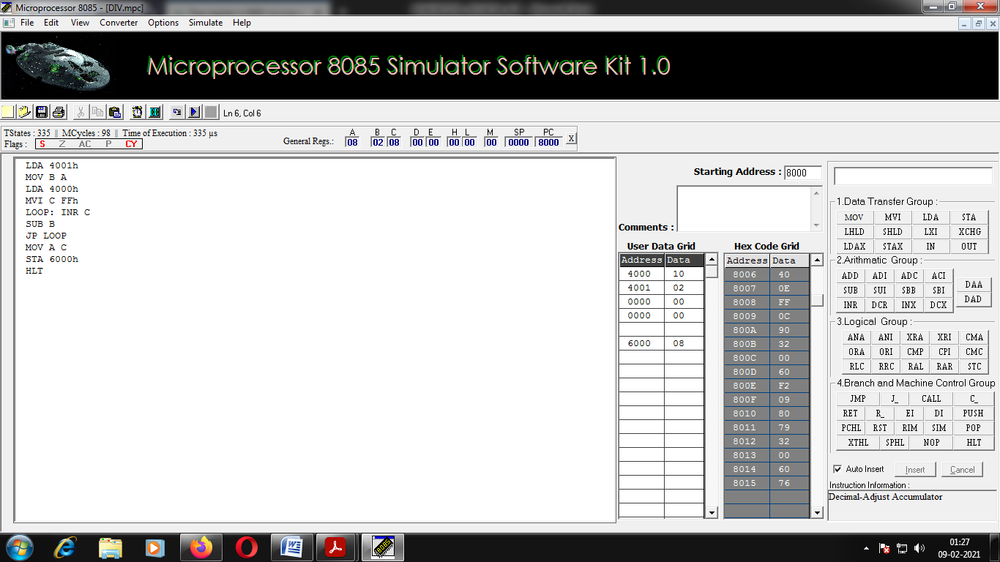 Microprocessor 8085 - [DIV.mpc]
File Edit View Converter Options Simulate Help
Microprocessor 8085 Simulator Software Kit 1.0
Ln 6, Col 6
TStates : 335 MCycles : 98 Time of Execution : 335 µs
Flags : S Z AC P CY
General Regs.:
A B C D E H L M SP PC
08 02 08 00 00 00 00 00 0000 8000 X
LDA 4001h
MOV B A
LDA 4000h
MVI C FFh
LOOP: INR C
SUB B
JP LOOP
MOV A C
STA 6000h
HLT
Starting Address : 8000
Comments :
User Data Grid
Address Data
4000 10
4001 02
0000 00
0000 00
6000 08
Hex Code Grid
Address Data
8006 40
8007 0E
8008 FF
8009 0C
800A 90
800B 32
800C 00
800D 60
800E F2
800F 09
8010 80
8011 79
8012 32
8013 00
8014 60
8015 76
1.Data Transfer Group :
MOV MVI LDA STA
LHLD SHLD LXI XCHG
LDAX STAX IN OUT
2.Arithmatic Group :
ADD ADI ADC ACI
SUB SUI SBB SBI
INR DCR INX DCX
DAA
DAD
3.Logical Group :
ANA ANI XRA XRI CMA
ORA ORI CMP CPI CMC
RLC RRC RAL RAR STC
4.Branch and Machine Control Group
JMP J_ CALL C_
RET R_ EI DI PUSH
PCHL RST RIM SIM POP
XTHL SPHL NOP HLT
Auto Insert Insert Cancel
Instruction Information :
Decimal-Adjust Accumulator
01:27
09-02-2021